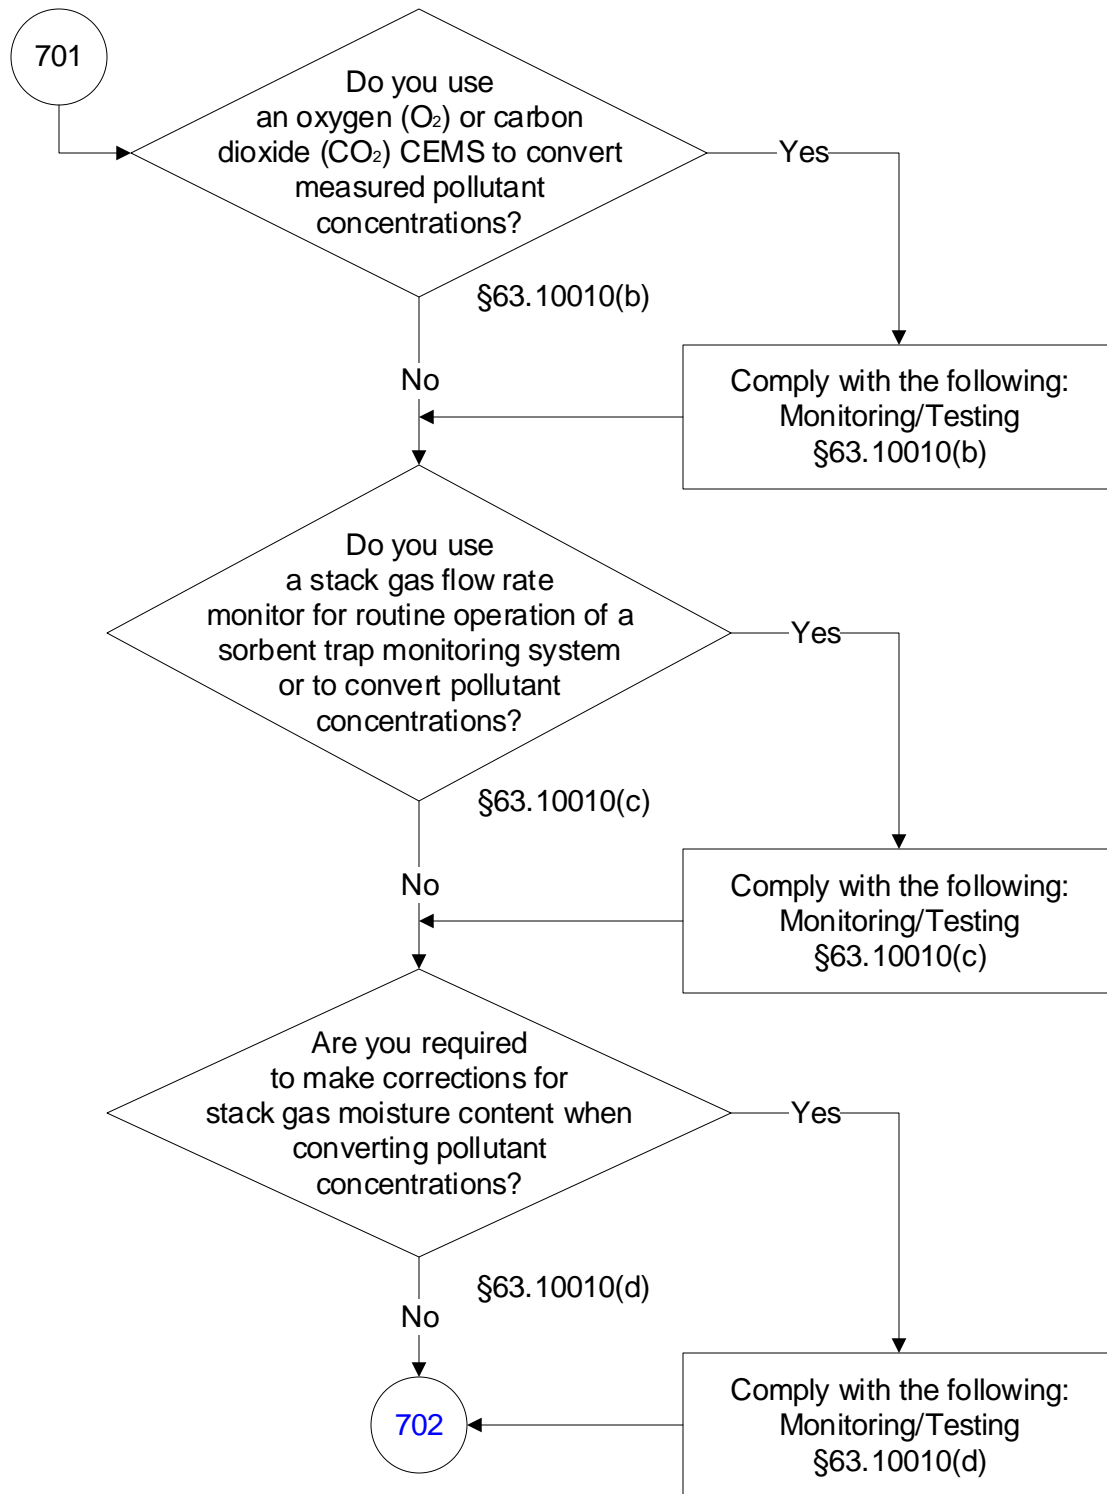 701
Do you use
an oxygen (O₂) or carbon
dioxide (CO₂) CEMS to convert
measured pollutant
concentrations?
Yes
§63.10010(b)
No
Comply with the following:
Monitoring/Testing
§63.10010(b)
Do you use
a stack gas flow rate
monitor for routine operation of a
sorbent trap monitoring system
or to convert pollutant
concentrations?
Yes
§63.10010(c)
No
Comply with the following:
Monitoring/Testing
§63.10010(c)
Are you required
to make corrections for
stack gas moisture content when
converting pollutant
concentrations?
Yes
§63.10010(d)
No
Comply with the following:
Monitoring/Testing
§63.10010(d)
702